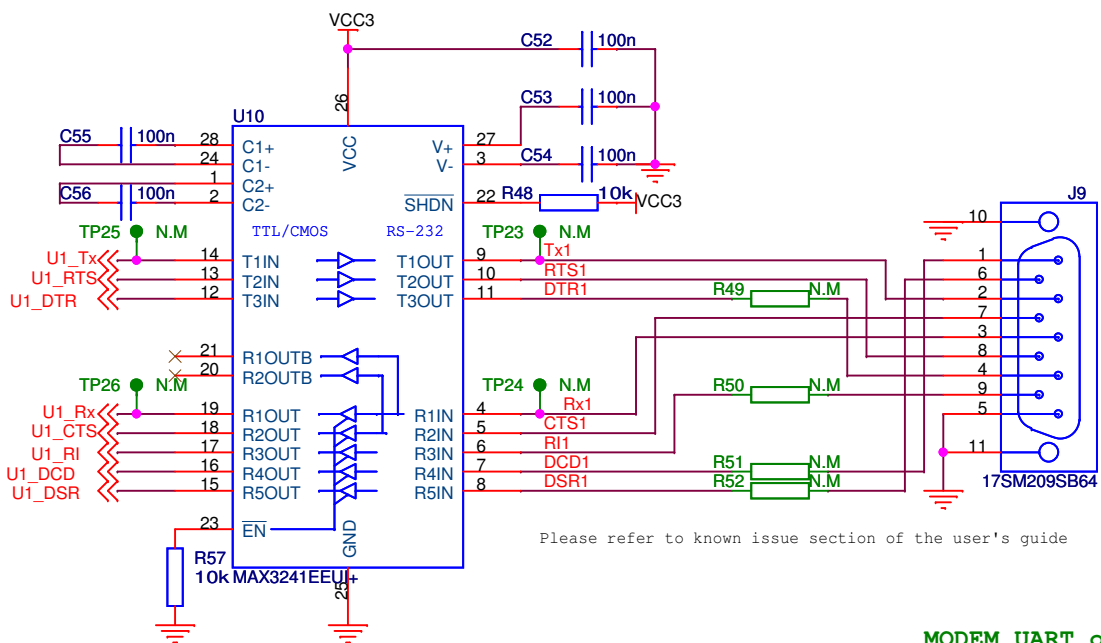 VCC3
C52 100n
26
U10
C53 100n
C55 100n 28 C1+ VCC V+ 27
24 C1- V- 3 C54 100n
1 C2+
C56 100n 2 C2- SHDN 22 R48 10k VCC3 J9
TP25 N.M TTL/CMOS RS-232 TP23 N.M 10
U1_Tx 14 T1IN T1OUT 9 Tx1 1
U1_RTS 13 T2IN T2OUT 10 RTS1 6
U1_DTR 12 T3IN T3OUT 11 DTR1 R49 N.M 2
7
3
21 R1OUTB 8
20 R2OUTB 4
TP26 N.M TP24 N.M R50 N.M 9
U1_Rx 19 R1OUT R1IN 4 Rx1 5
U1_CTS 18 R2OUT R2IN 5 CTS1
U1_RI 17 R3OUT R3IN 6 RI1 11
U1_DCD 16 R4OUT R4IN 7 DCD1 R51 N.M
U1_DSR 15 R5OUT R5IN 8 DSR1 R52 N.M 17SM209SB64
23 EN GND
Please refer to known issue section of the user's guide
R57
10k MAX3241EEUI+
25
MODEM UART